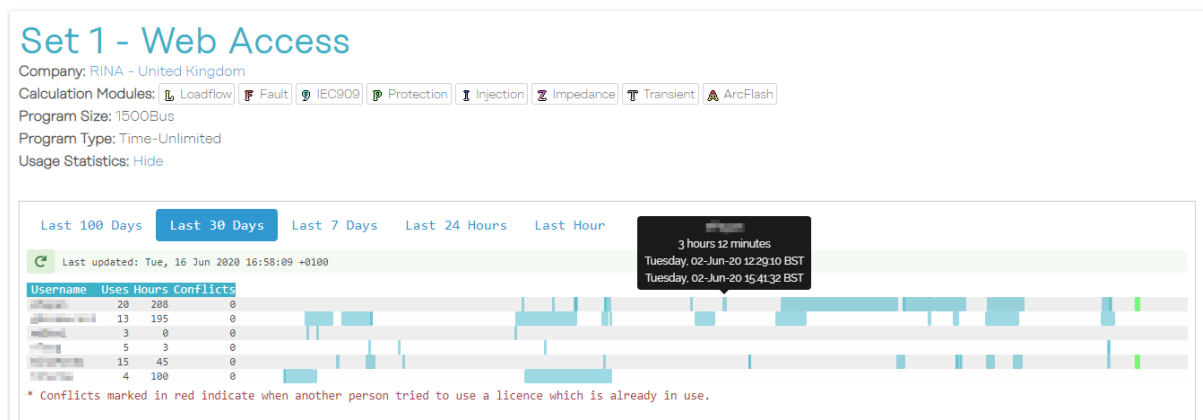 Set 1 - Web Access
Company: RINA - United Kingdom
Calculation Modules: L Loadflow F Fault 9 IEC909 P Protection I Injection Z Impedance T Transient A ArcFlash
Program Size: 1500Bus
Program Type: Time-Unlimited
Usage Statistics: Hide
Last 100 Days Last 30 Days Last 7 Days Last 24 Hours Last Hour
3 hours 12 minutes
Tuesday, 02-Jun-20 12:29:10 BST
Tuesday, 02-Jun-20 15:41:32 BST
Last updated: Tue, 16 Jun 2020 16:58:09 +0100
Username Uses Hours Conflicts
20 208 0
13 195 0
3 0 0
5 3 0
15 45 0
4 100 0
* Conflicts marked in red indicate when another person tried to use a licence which is already in use.